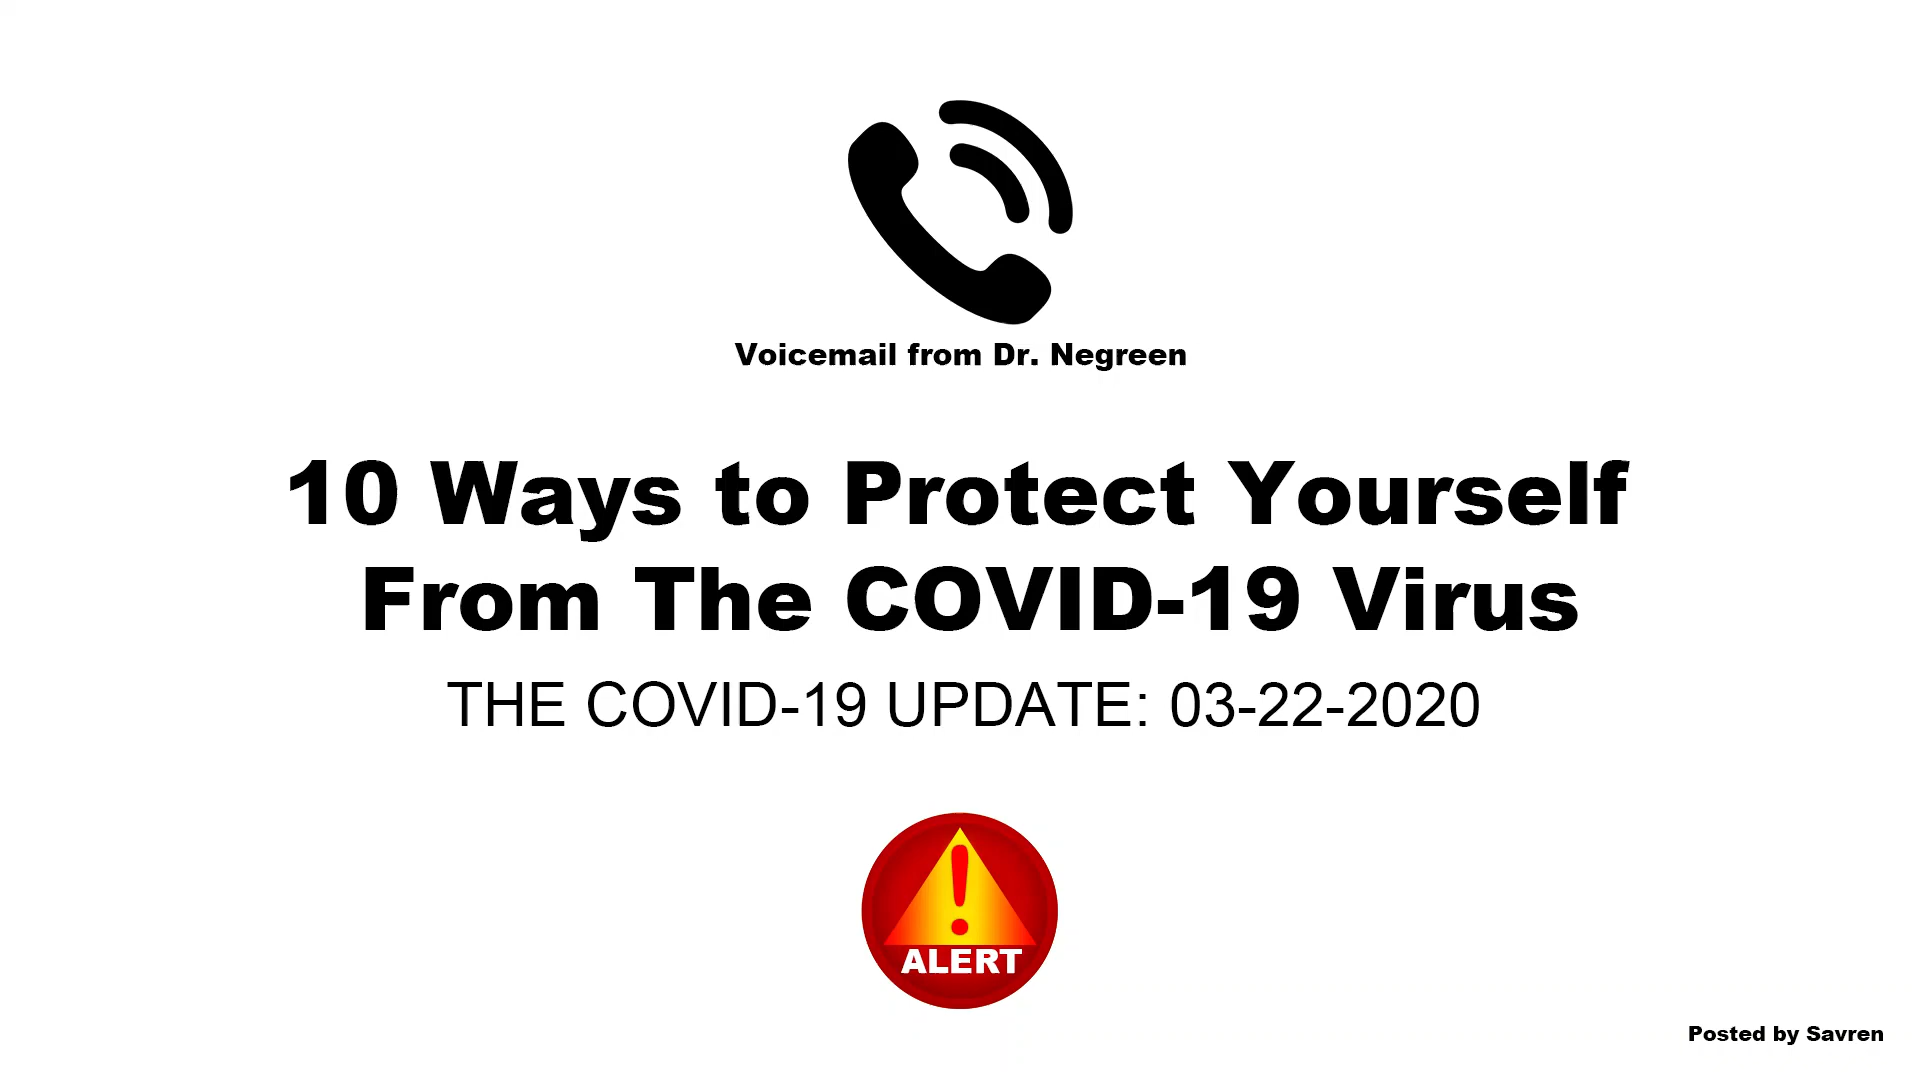 Voicemail from Dr. Negreen
10 Ways to Protect Yourself
From The COVID-19 Virus
THE COVID-19 UPDATE: 03-22-2020
ALERT
Posted by Savren